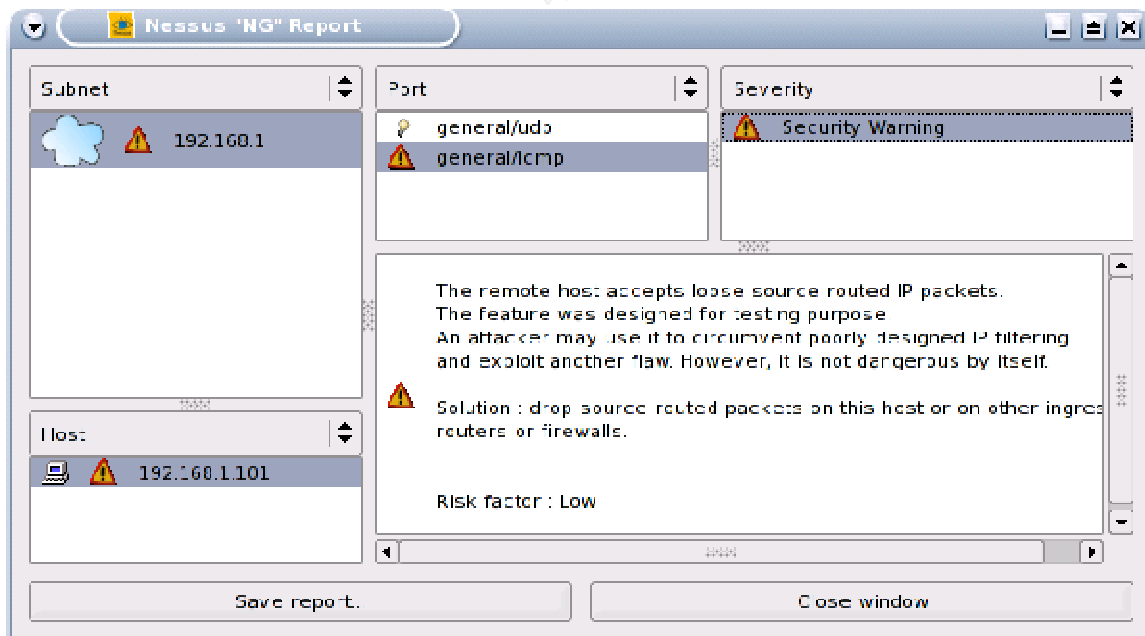 Nessus "NG" Report
Subnet
Port
Severity
192.168.1
general/udp
general/icmp
Security Warning
The remote host accepts loose source routed IP packets.
The feature was designed for testing purpose
An attacker may use it to circumvent poorly designed IP filtering
and exploit another flaw. However, it is not dangerous by itself.
Solution : drop source routed packets on this host or on other ingres
routers or firewalls.
Risk factor : Low
Host
192.168.1.101
Save report.
Close window